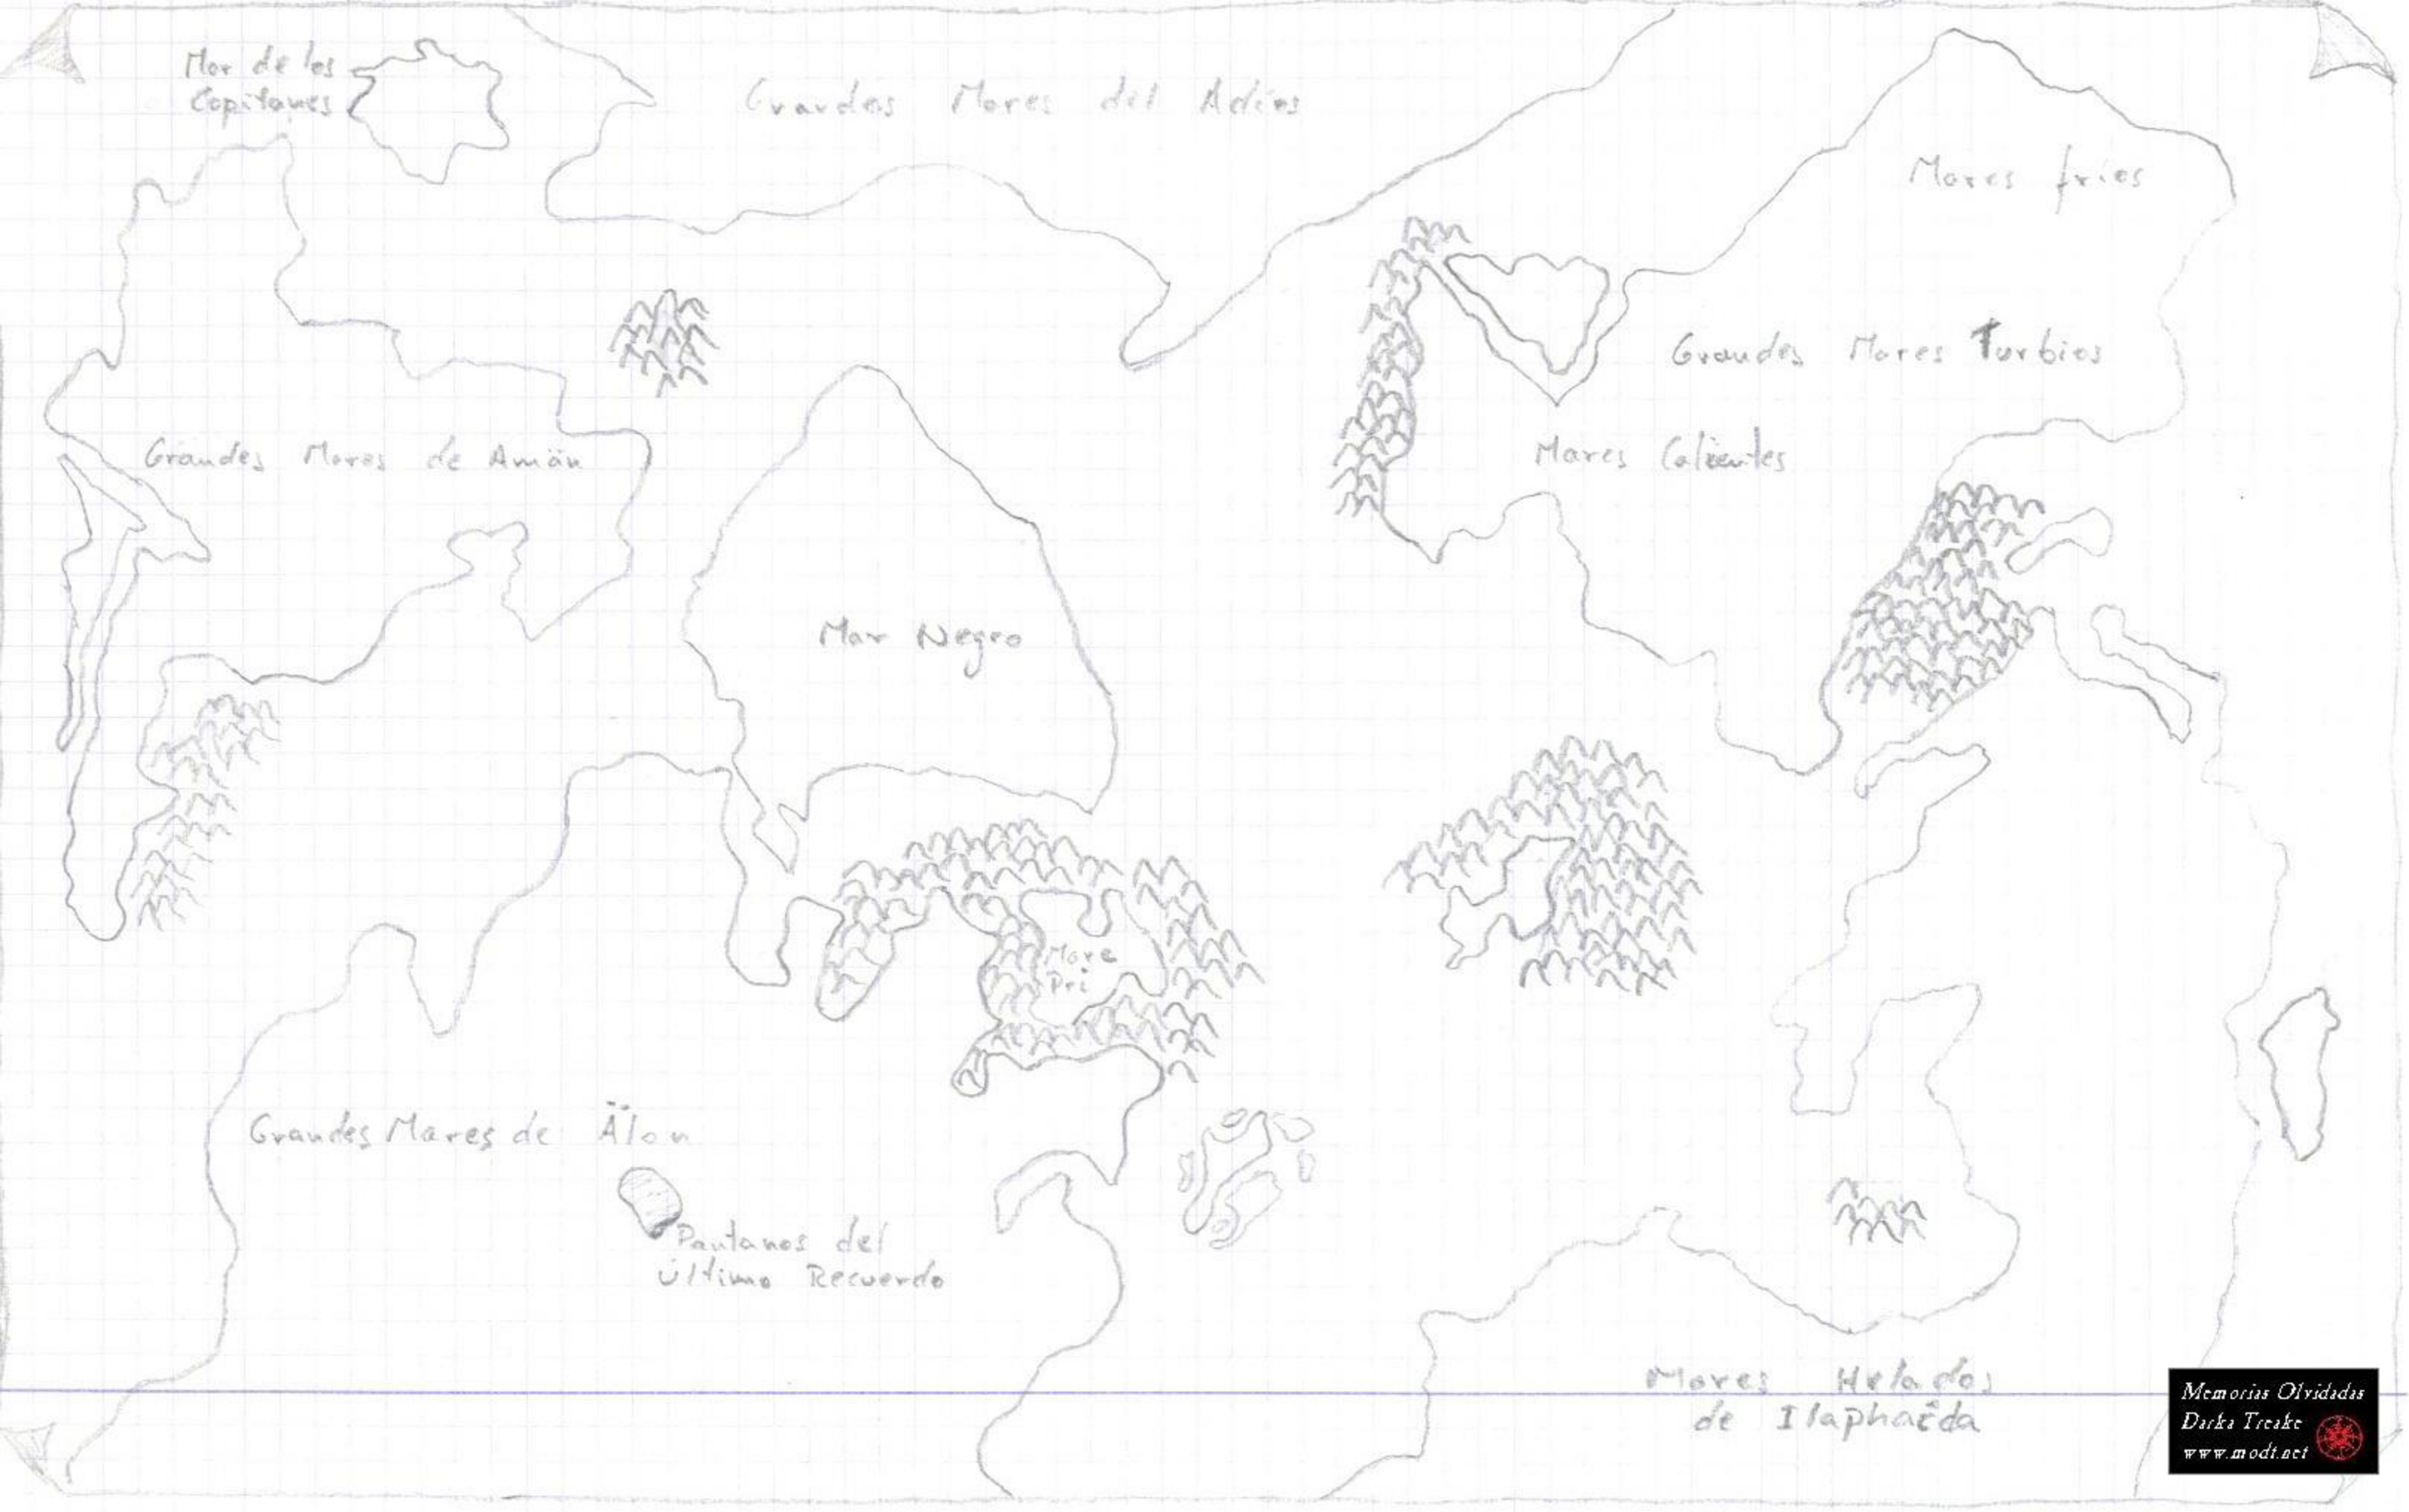 Mar de los
Capitanes
Grandes Mares del Adios
Mares fríos
Grandes Mares Turbios
Grandes Mares de Amän
Mares Calientes
Mar Negro
Mare
Pri
Grandes Mares de Älon
Pantanos del
Último Recuerdo
Mares Helados
de Ilaphaëda
Memorias Olvidadas
Darka Treake
www.modt.net